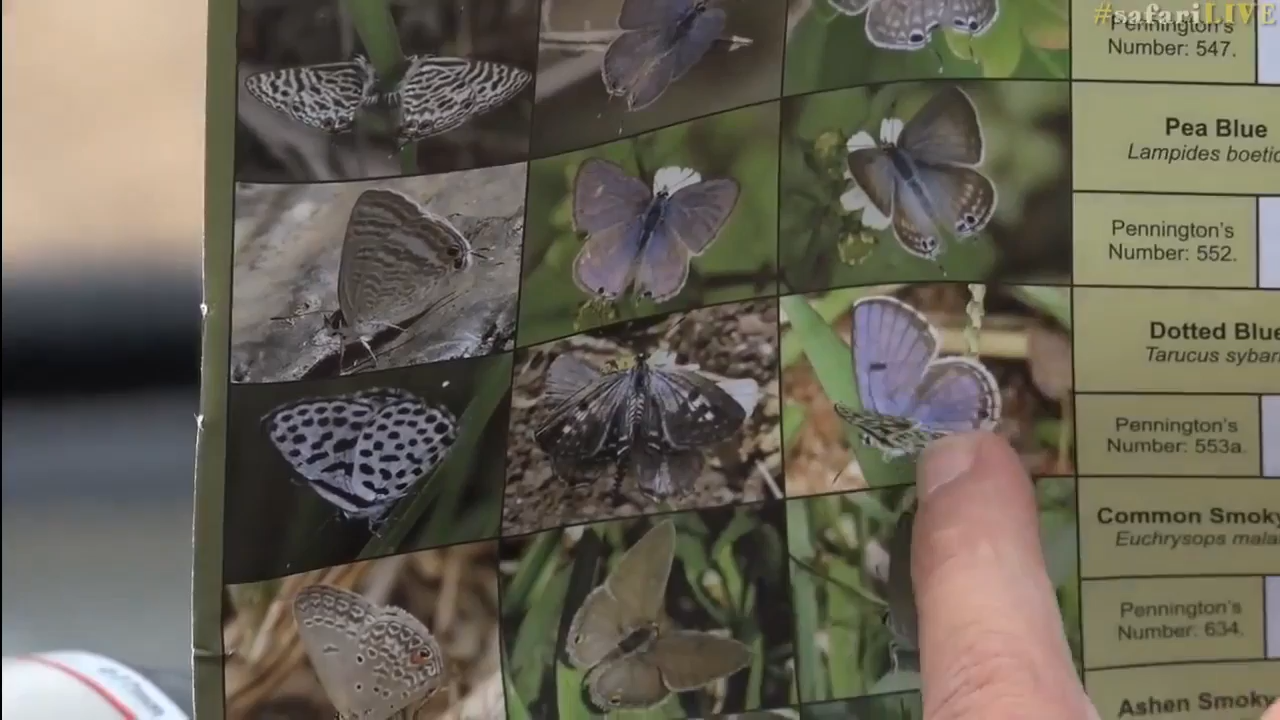 #safariLIVE
Pennington's
Number: 547.
Pea Blue
Lampides boetic
Pennington's
Number: 552.
Dotted Blue
Tarucus sybari
Pennington's
Number: 553a.
Common Smoky
Euchrysops mala
Pennington's
Number: 634.
Ashen Smoky